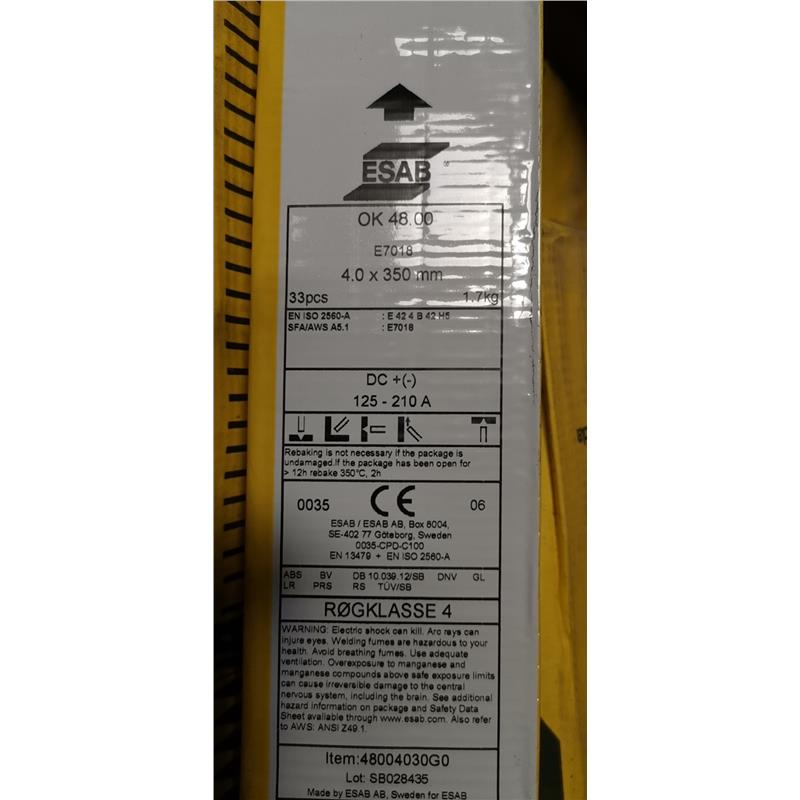 ESAB
OK 48.00
E7018
4.0 x 350 mm
33pcs 1.7kg
EN ISO 2560-A : E 42 4 B 42 H5
SFA/AWS A5.1 : E7018
DC +(-)
125 - 210 A
Rebaking is not necessary if the package is
undamaged.If the package has been open for
> 12h rebake 350°C, 2h
0035 CE 06
ESAB / ESAB AB, Box 8004,
SE-402 77 Göteborg, Sweden
0035-CPD-C100
EN 13479 + EN ISO 2560-A
ABS BV DB 10.039.12/SB DNV GL
LR PRS RS TÜV/SB
RØGKLASSE 4
WARNING: Electric shock can kill. Arc rays can
injure eyes. Welding fumes are hazardous to your
health. Avoid breathing fumes. Use adequate
ventilation. Overexposure to manganese and
manganese compounds above safe exposure limits
can cause irreversible damage to the central
nervous system, including the brain. See additional
hazard information on package and Safety Data
Sheet available through www.esab.com. Also refer
to AWS: ANSI Z49.1.
Item:48004030G0
Lot: SB028435
Made by ESAB AB, Sweden for ESAB